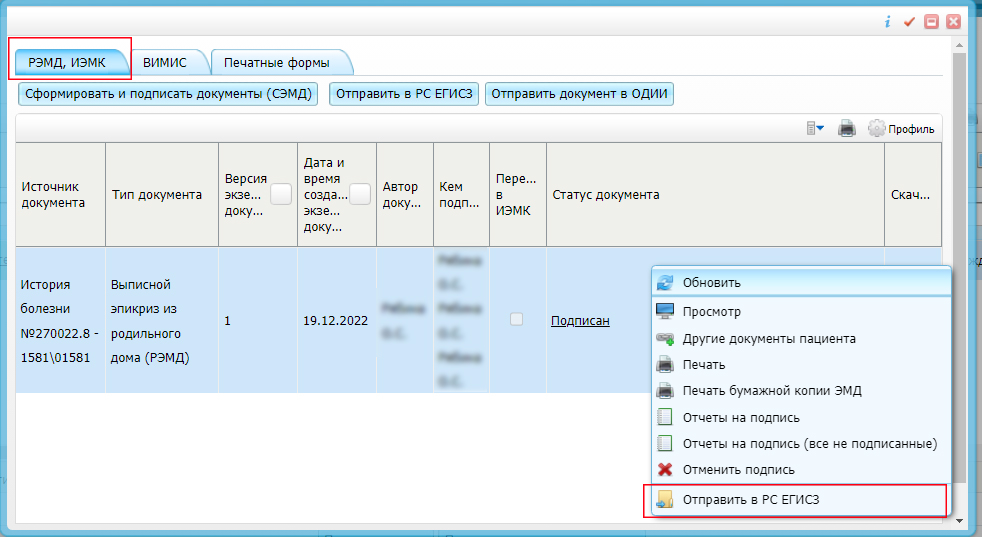 РЭМД, ИЭМК
ВИМИС
Печатные формы
Сформировать и подписать документы (СЭМД)
Отправить в РС ЕГИСЗ
Отправить документ в ОДИИ
Профиль
Источник
документа
Тип документа
Версия
экзе...
доку...
Дата и
время
созда...
экзе...
доку...
Автор
доку...
Кем
подп...
Пере...
в
ИЭМК
Статус документа
Скач...
История
болезни
№270022.8 -
1581\01581
Выписной
эпикриз из
родильного
дома (РЭМД)
1
19.12.2022
Подписан
Обновить
Просмотр
Другие документы пациента
Печать
Печать бумажной копии ЭМД
Отчеты на подпись
Отчеты на подпись (все не подписанные)
Отменить подпись
Отправить в РС ЕГИСЗ